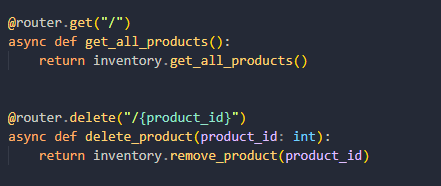 @router.get("/")
async def get_all_products():
    return inventory.get_all_products()
@router.delete("/{product_id}")
async def delete_product(product_id: int):
    return inventory.remove_product(product_id)